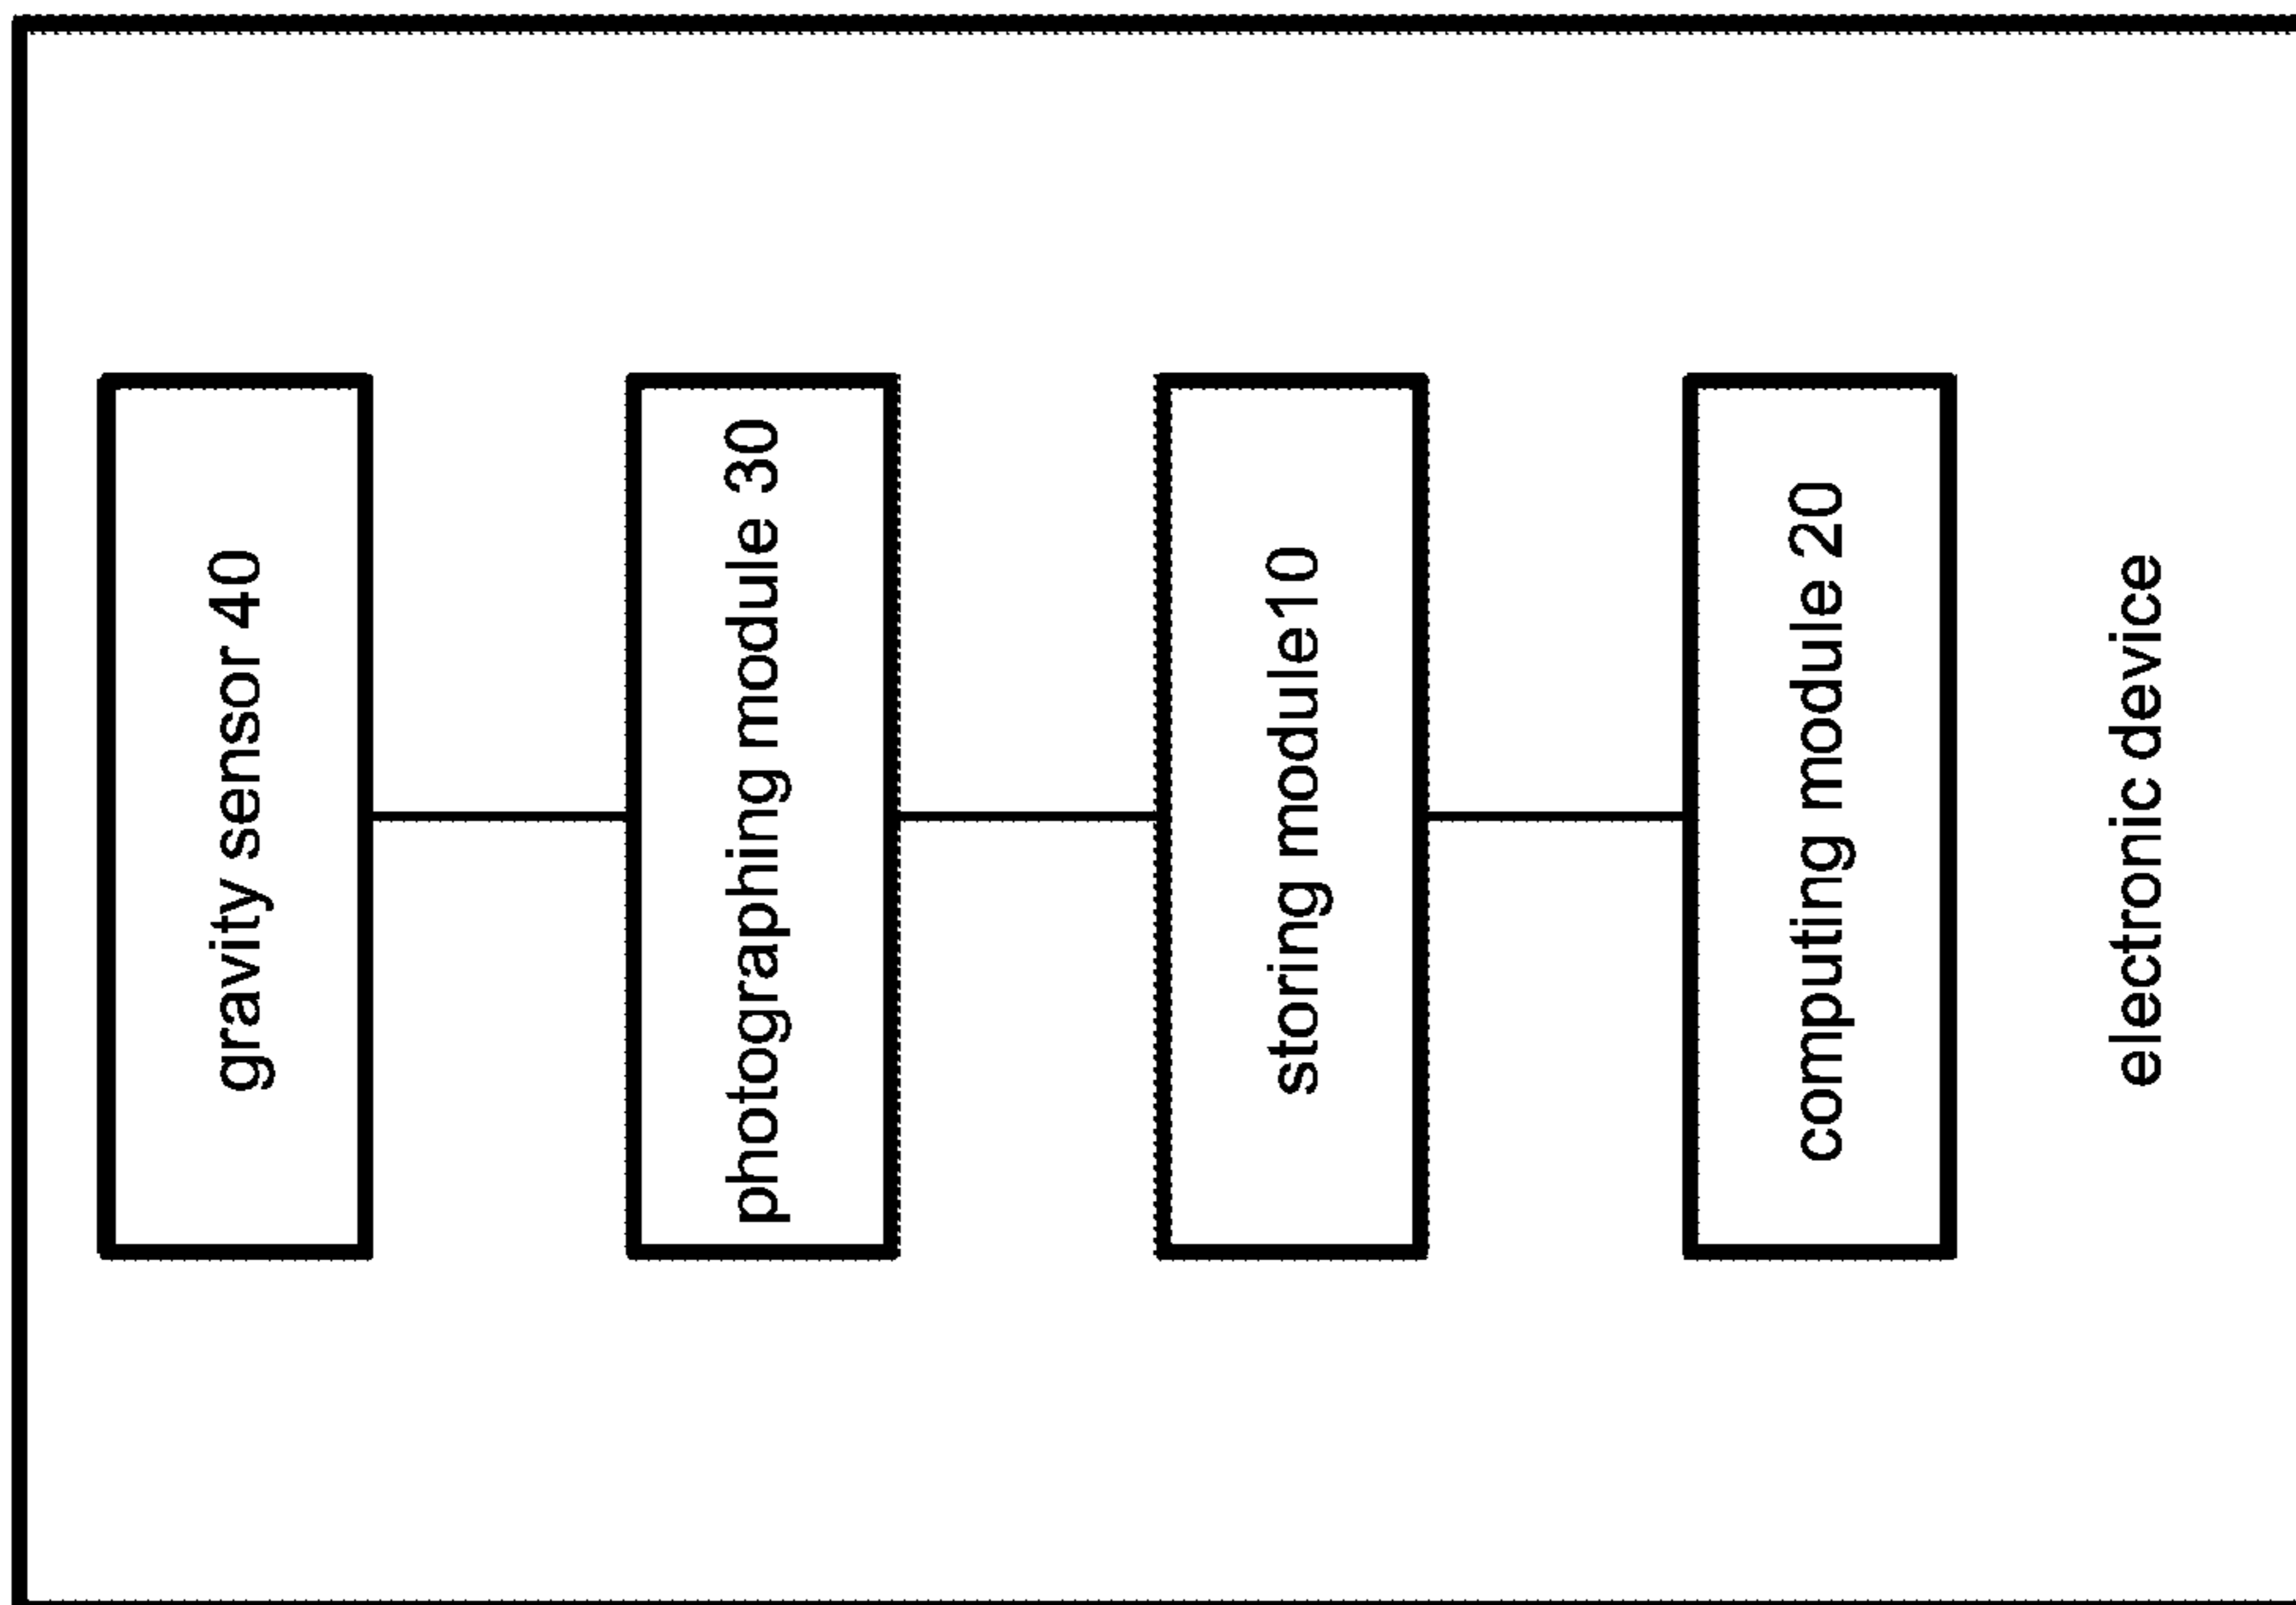 gravity sensor 40
photographing module 30
storing module10
computing module 20
electronic device